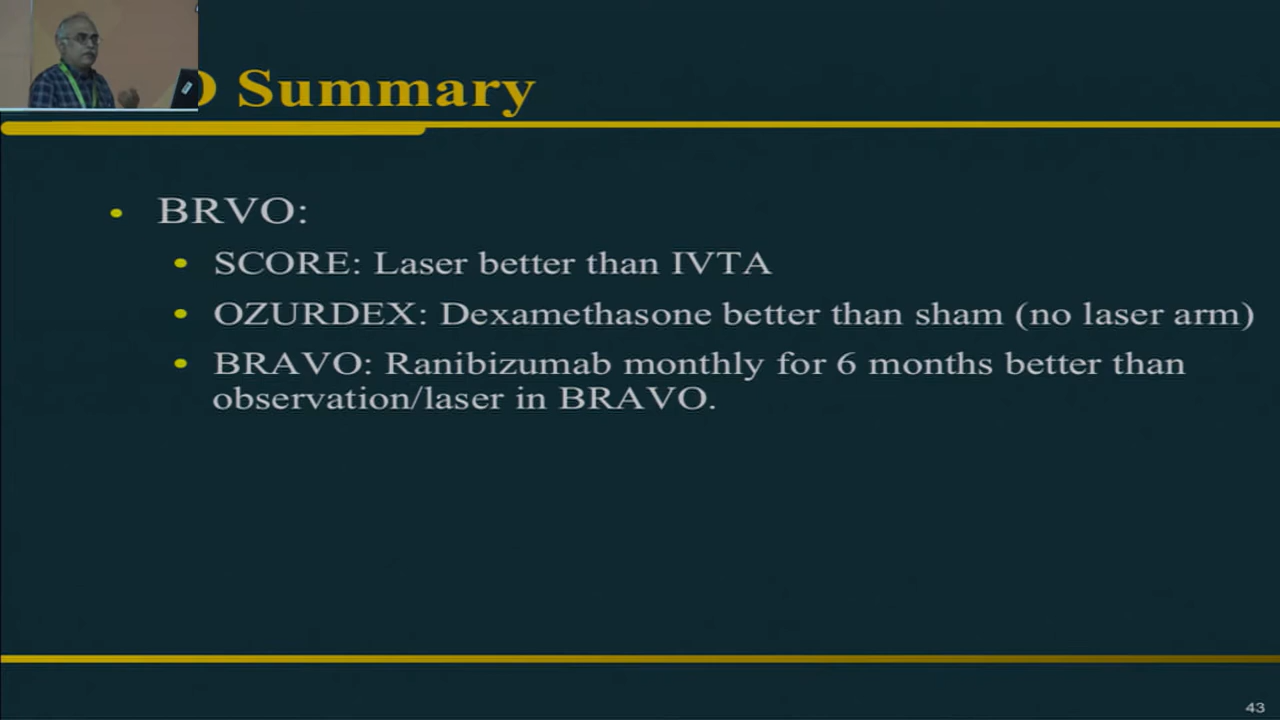 Summary
BRVO:
SCORE: Laser better than IVTA
OZURDEX: Dexamethasone better than sham (no laser arm)
BRAVO: Ranibizumab monthly for 6 months better than
observation/laser in BRAVO.
43